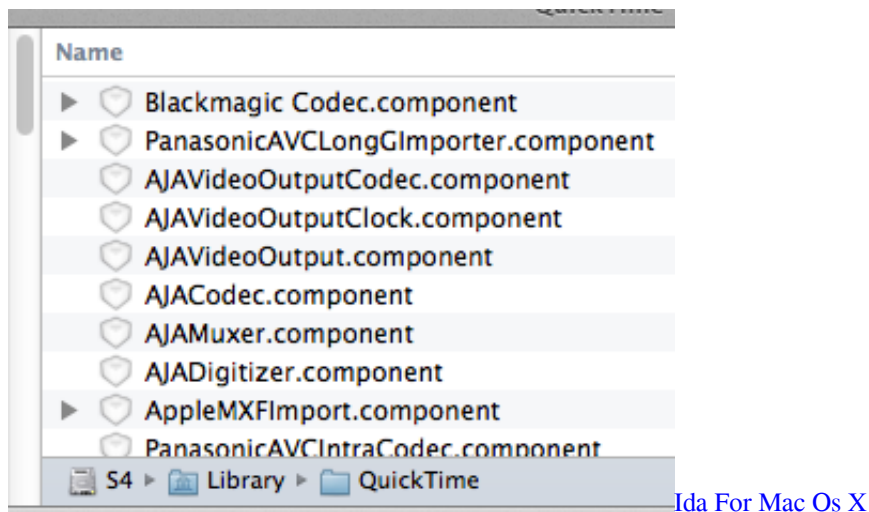 QuickTime
Name
Blackmagic Codec.component
PanasonicAVCLongGImporter.component
AJAVideoOutputCodec.component
AJAVideoOutputClock.component
AJAVideoOutput.component
AJACodec.component
AJAMuxer.component
AJADigitizer.component
AppleMXFImport.component
PanasonicAVCIntraCodec.component
S4 ▸ Library ▸ QuickTime
Ida For Mac Os X